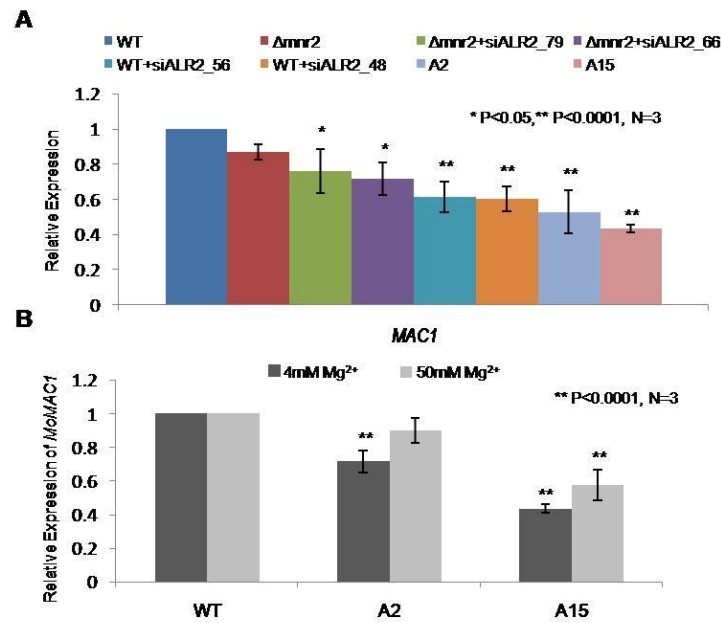 A
WT Δmnr2 Δmnr2+siALR2_79 Δmnr2+siALR2_66
WT+siALR2_56 WT+siALR2_48 A2 A15
* P<0.05,** P<0.0001, N=3
Relative Expression
1.2
1
0.8
0.6
0.4
0.2
0
* * ** ** ** **
MAC1
B
4mM Mg²⁺ 50mM Mg²⁺
** P<0.0001, N=3
Relative Expression of MoMAC1
1.2
1
0.8
0.6
0.4
0.2
0
** ** **
WT A2 A15